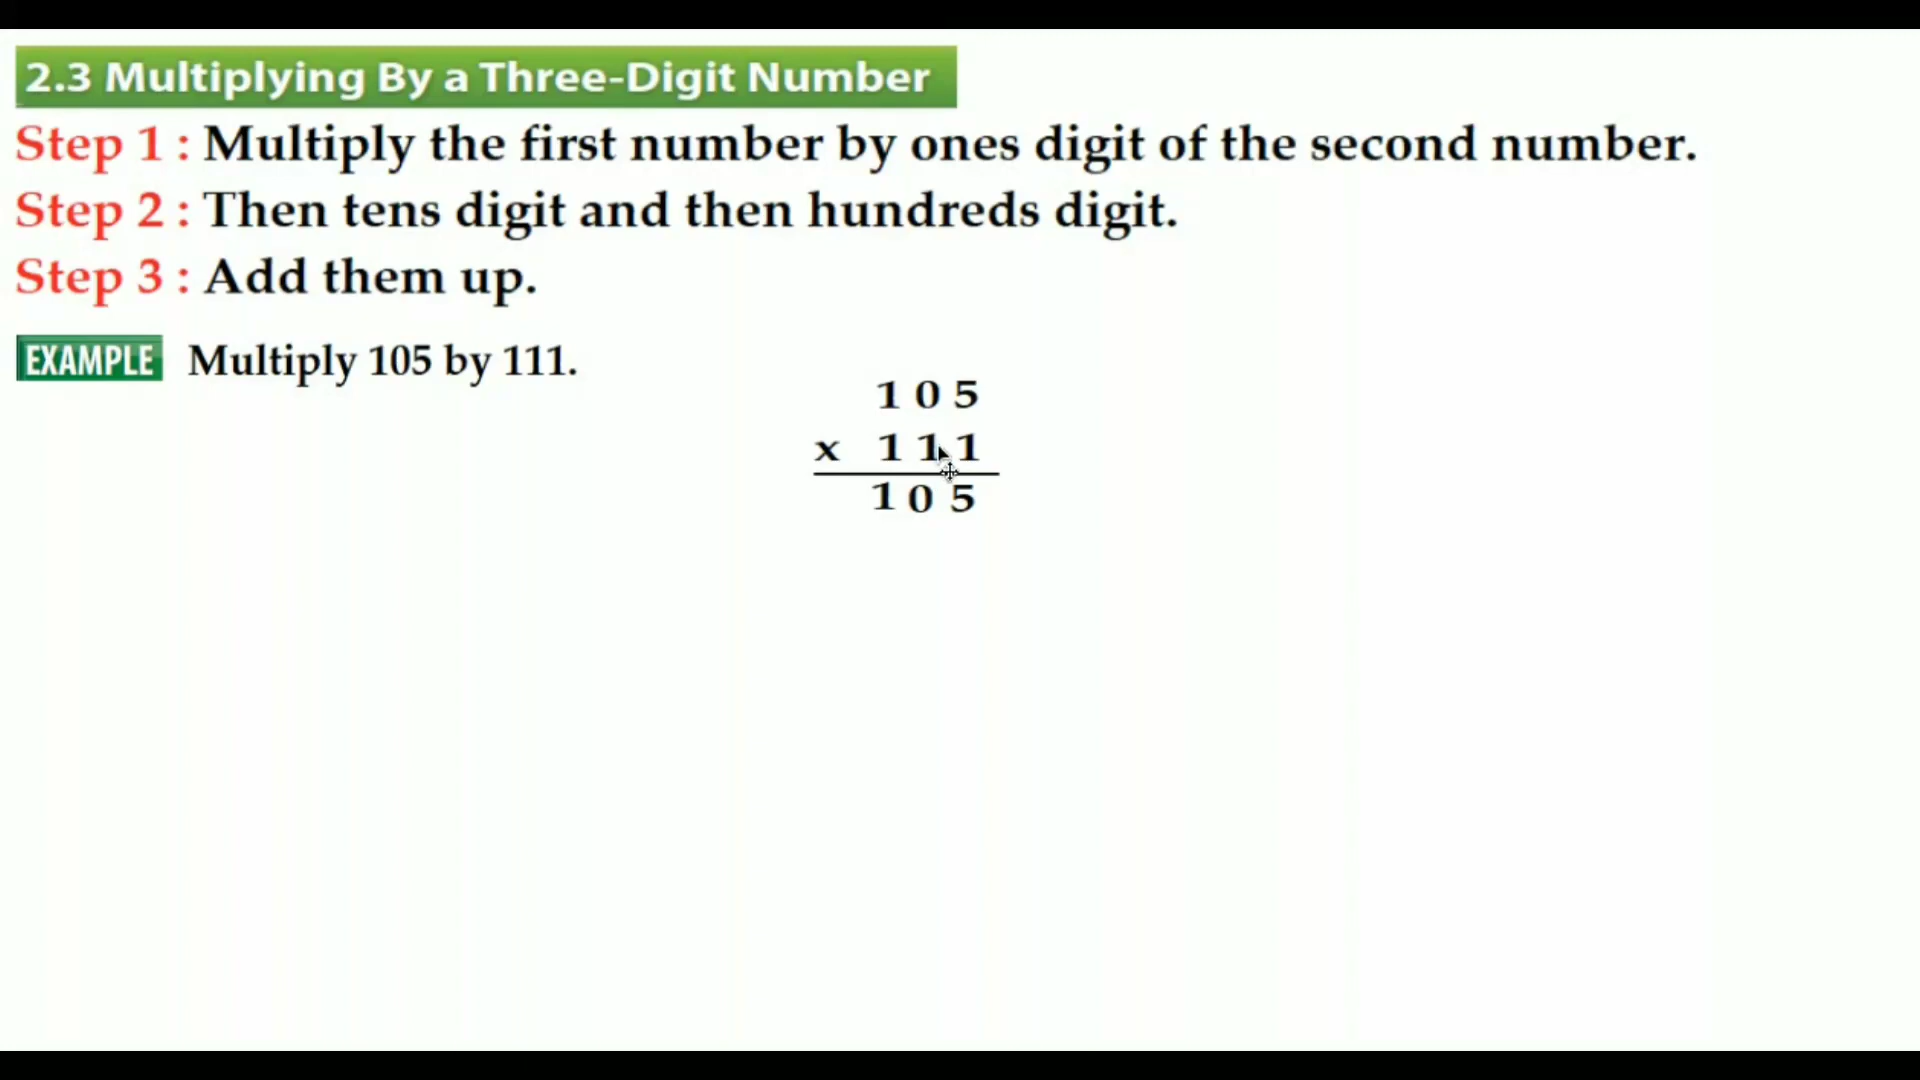 2.3 Multiplying By a Three-Digit Number
Step 1 : Multiply the first number by ones digit of the second number.
Step 2 : Then tens digit and then hundreds digit.
Step 3 : Add them up.
EXAMPLE Multiply 105 by 111.
1 0 5
x 1 1 1
1 0 5